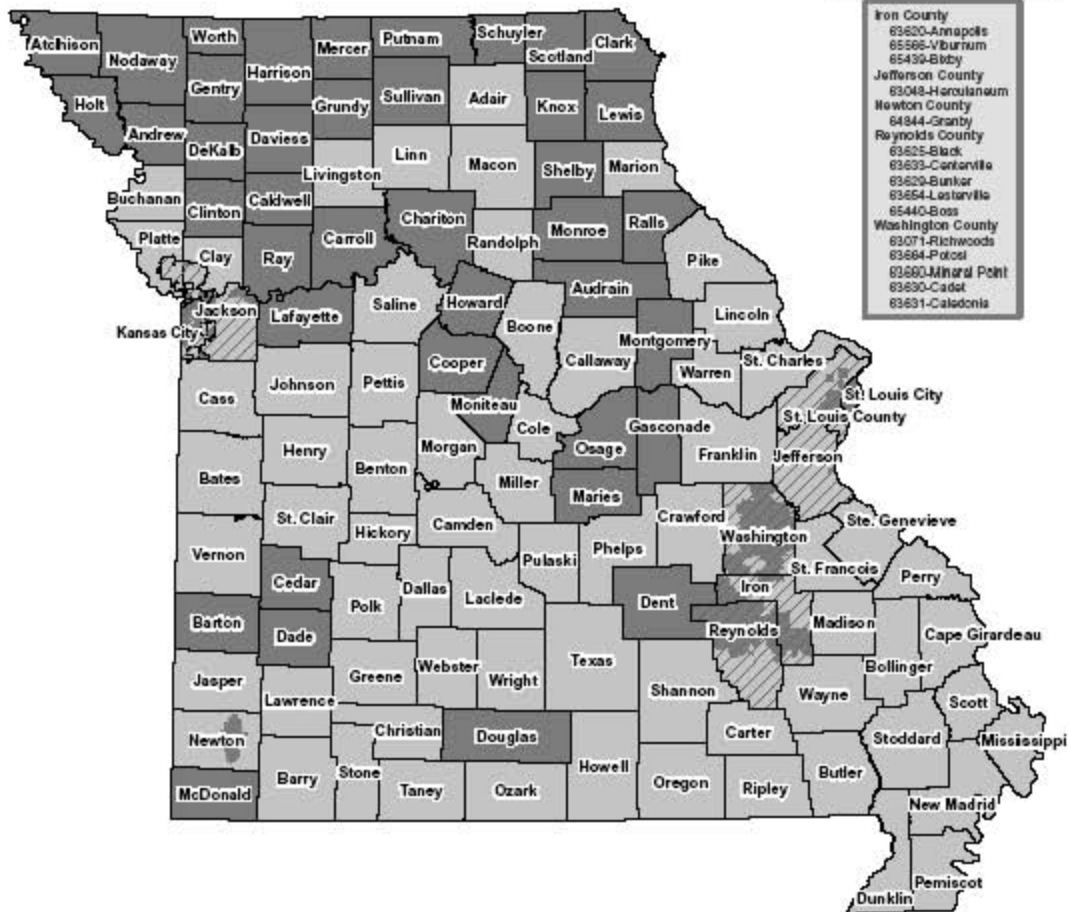 Iron County
63620-Annapolis
65566-Viburnum
65439-Bixby
Jefferson County
63048-Herculaneum
Newton County
64844-Granby
Reynolds County
63625-Black
63633-Centerville
63629-Bunker
63654-Lesterville
65440-Boss
Washington County
63071-Richwoods
63664-Potosi
63660-Mineral Point
63630-Cadet
63631-Caledonia
Atchison
Nodaway
Worth
Gentry
Harrison
Mercer
Putnam
Schuyler
Scotland
Clark
Holt
Andrew
DeKalb
Daviess
Grundy
Sullivan
Adair
Knox
Lewis
Livingston
Linn
Macon
Shelby
Marion
Buchanan
Clinton
Caldwell
Chariton
Randolph
Monroe
Ralls
Platte
Clay
Ray
Carroll
Pike
Audrain
Saline
Howard
Boone
Jackson
Lafayette
Kansas City
Lincoln
Montgomery
Callaway
Cooper
Warren
St. Charles
Cass
Johnson
Pettis
Moniteau
Cole
St. Louis City
St. Louis County
Gasconade
Osage
Franklin
Jefferson
Henry
Benton
Morgan
Miller
Maries
Bates
St. Clair
Hickory
Camden
Crawford
Washington
Ste. Genevieve
Vernon
Pulaski
Phelps
St. Francois
Perry
Cedar
Polk
Dallas
Laclede
Dent
Iron
Barton
Dade
Reynolds
Madison
Cape Girardeau
Jasper
Greene
Webster
Wright
Texas
Bollinger
Lawrence
Shannon
Wayne
Scott
Newton
Christian
Douglas
Carter
Stoddard
Mississippi
McDonald
Barry
Stone
Taney
Ozark
Howell
Oregon
Ripley
Butler
New Madrid
Dunklin
Pemiscot